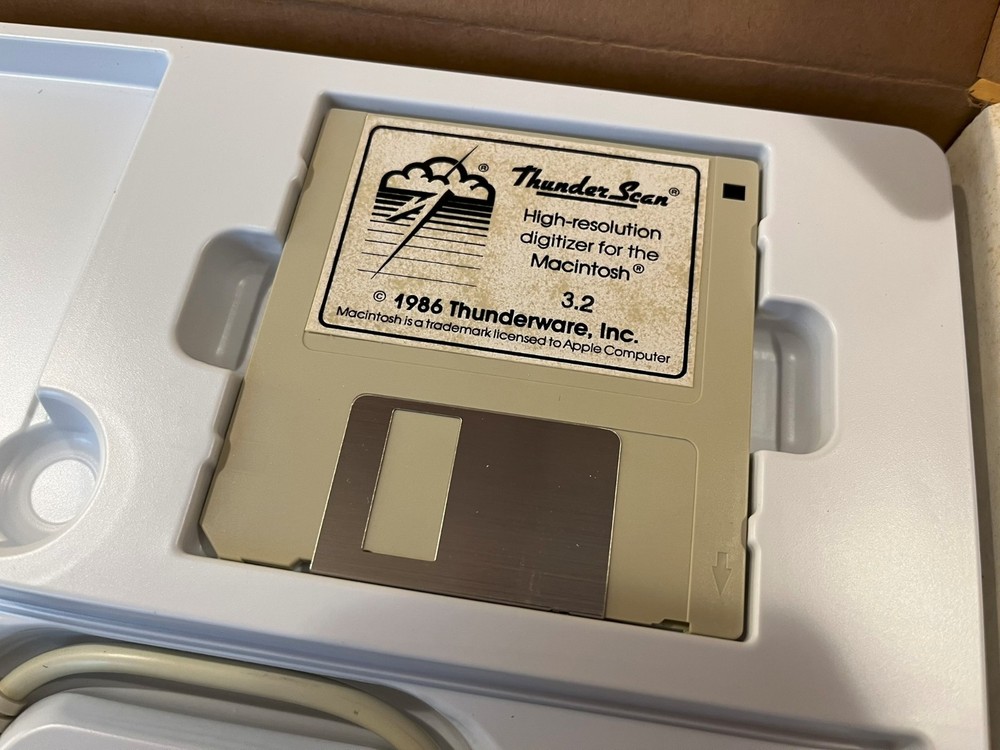 ®
ThunderScan®
High-resolution
digitizer for the
Macintosh®
3.2
© 1986 Thunderware, Inc.
Macintosh is a trademark licensed to Apple Computer